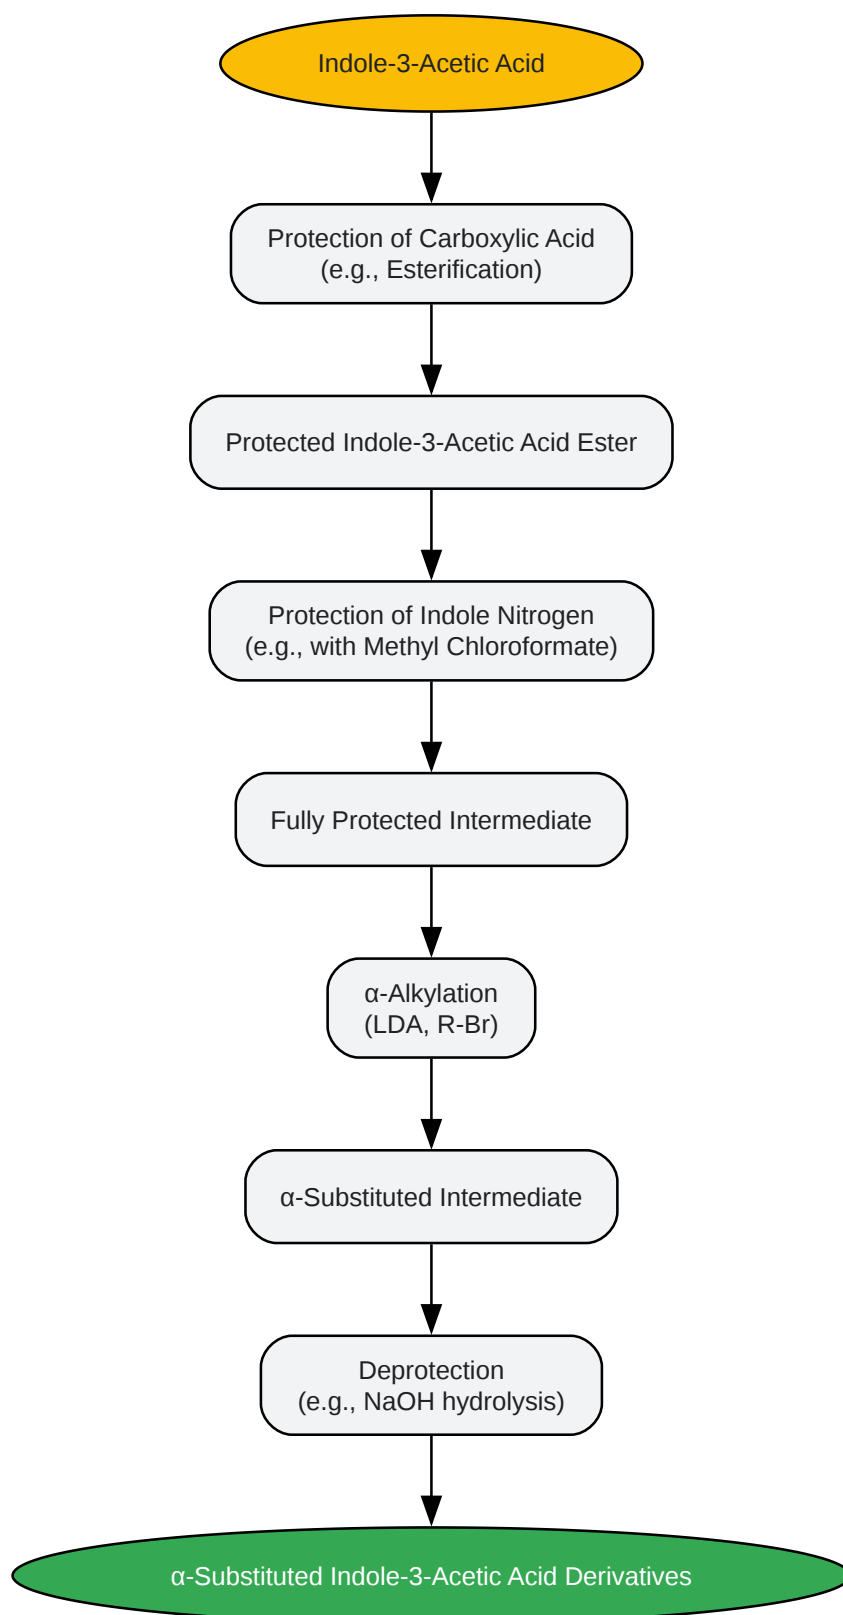 Indole-3-Acetic Acid
Protection of Carboxylic Acid
(e.g., Esterification)
Protected Indole-3-Acetic Acid Ester
Protection of Indole Nitrogen
(e.g., with Methyl Chloroformate)
Fully Protected Intermediate
α-Alkylation
(LDA, R-Br)
α-Substituted Intermediate
Deprotection
(e.g., NaOH hydrolysis)
α-Substituted Indole-3-Acetic Acid Derivatives